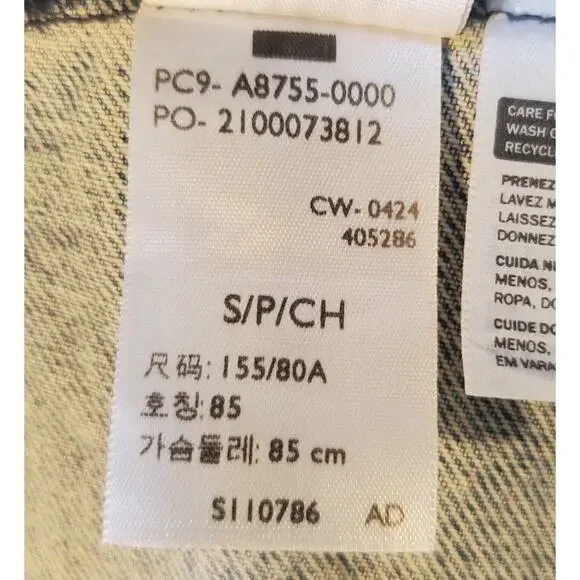 PC9- A8755-0000
PO- 2100073812
CW- 0424
405286
S/P/CH
尺码: 155/80A
호칭: 85
가슴둘레: 85 cm
S110786 AD
CARE F
WASH
RECYCL
PRENEZ
LAVEZ M
LAISSEZ
DONNEZ
CUIDA
MENOS,
ROPA,
CUIDE
MENOS,
EM VARA